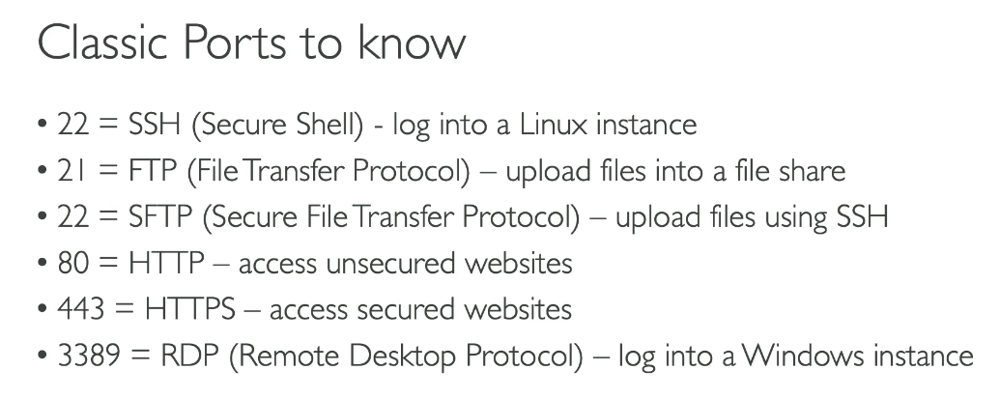 Classic Ports to know
• 22 = SSH (Secure Shell) - log into a Linux instance
• 21 = FTP (File Transfer Protocol) – upload files into a file share
• 22 = SFTP (Secure File Transfer Protocol) – upload files using SSH
• 80 = HTTP – access unsecured websites
• 443 = HTTPS – access secured websites
• 3389 = RDP (Remote Desktop Protocol) – log into a Windows instance